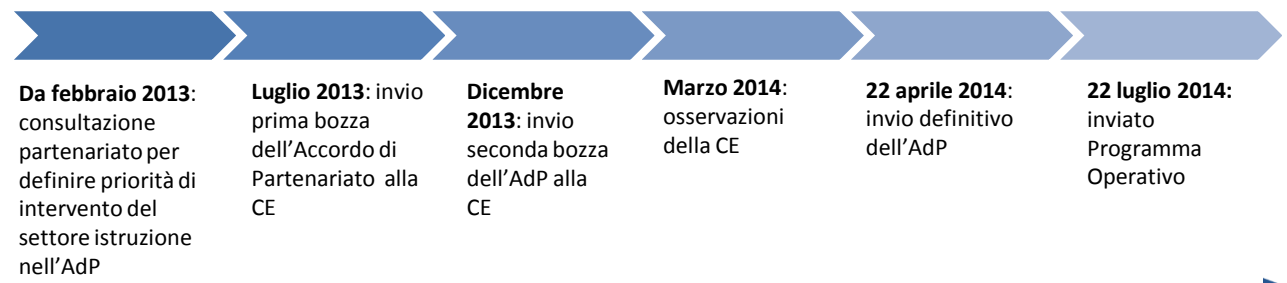 Da febbraio 2013:
consultazione
partenariato per
definire priorità di
intervento del
settore istruzione
nell’AdP
Luglio 2013: invio
prima bozza
dell’Accordo di
Partenariato alla
CE
Dicembre
2013: invio
seconda bozza
dell’AdP alla
CE
Marzo 2014:
osservazioni
della CE
22 aprile 2014:
invio definitivo
dell’AdP
22 luglio 2014:
inviato
Programma
Operativo